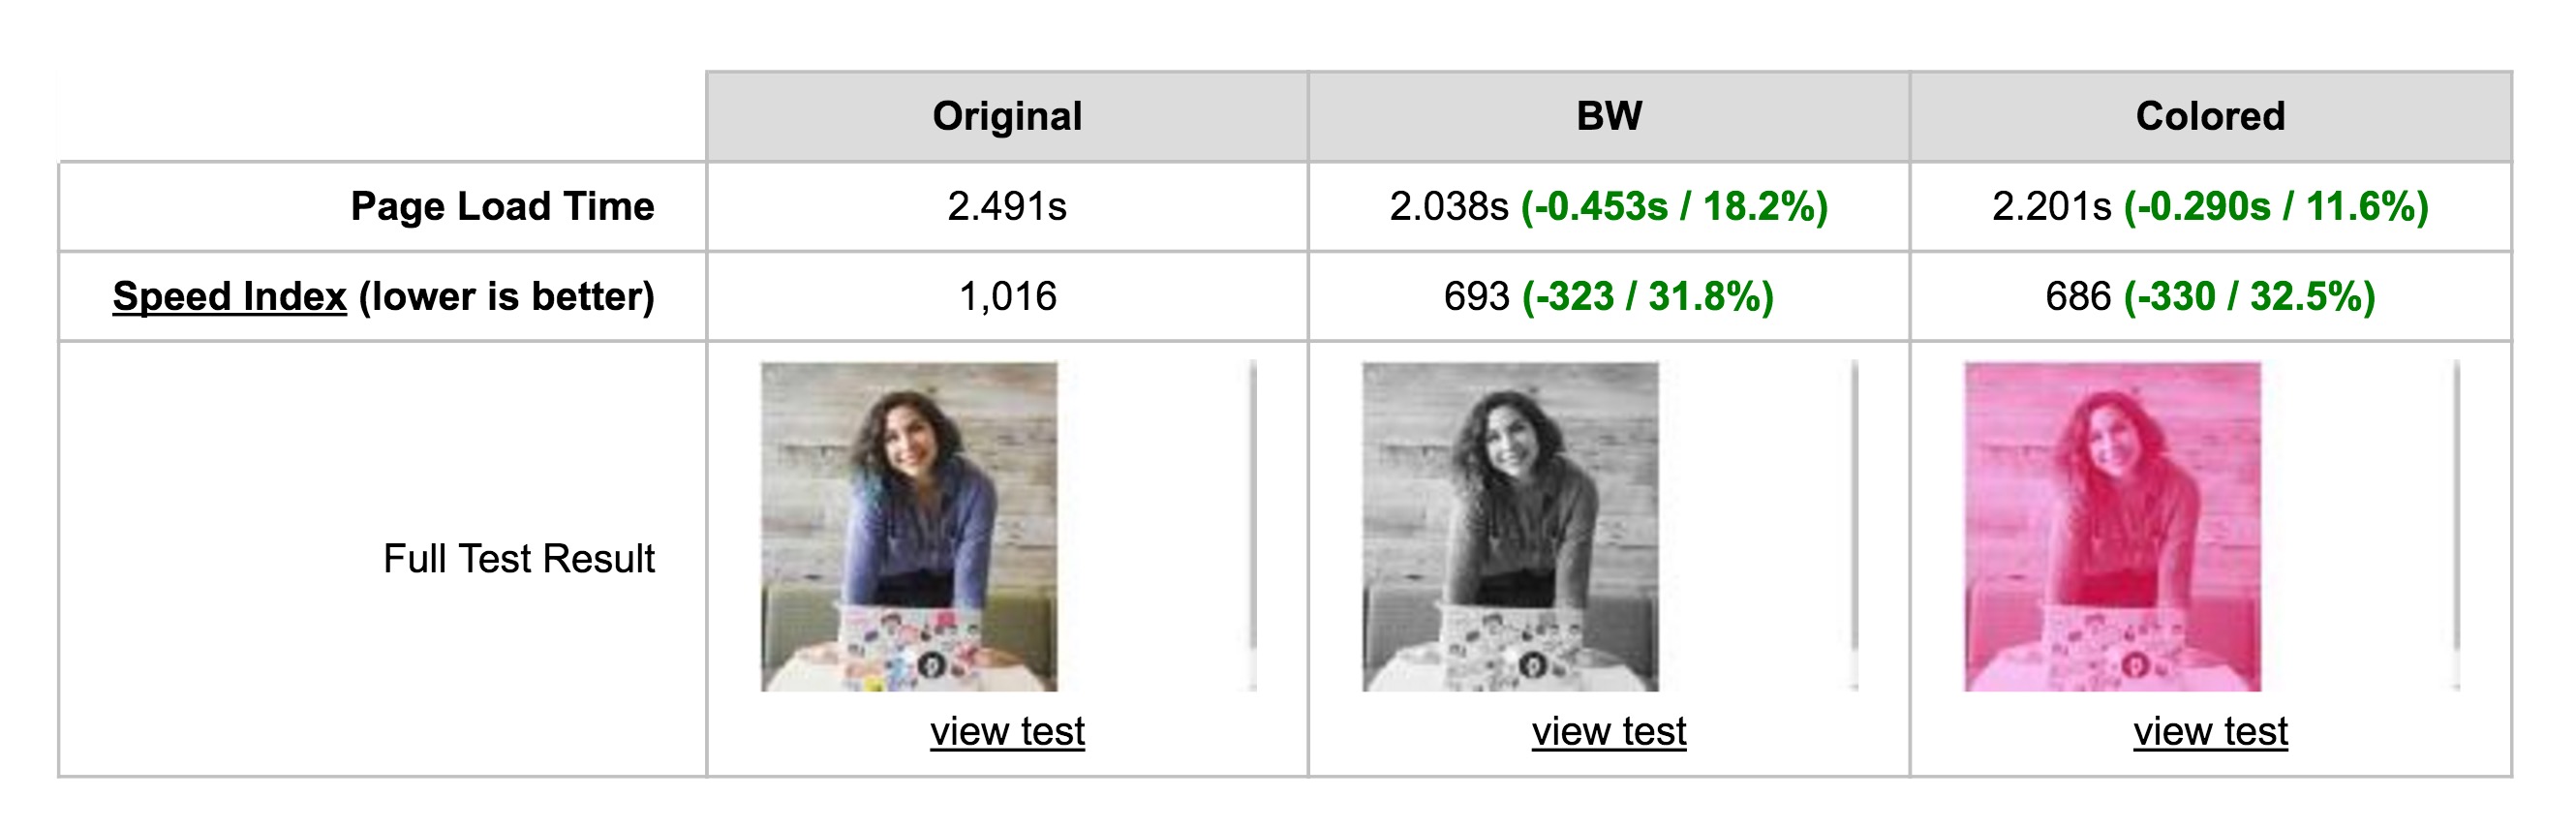 Original BW Colored
Page Load Time 2.491s 2.038s (-0.453s / 18.2%) 2.201s (-0.290s / 11.6%)
Speed Index (lower is better) 1,016 693 (-323 / 31.8%) 686 (-330 / 32.5%)
Full Test Result
view test view test view test